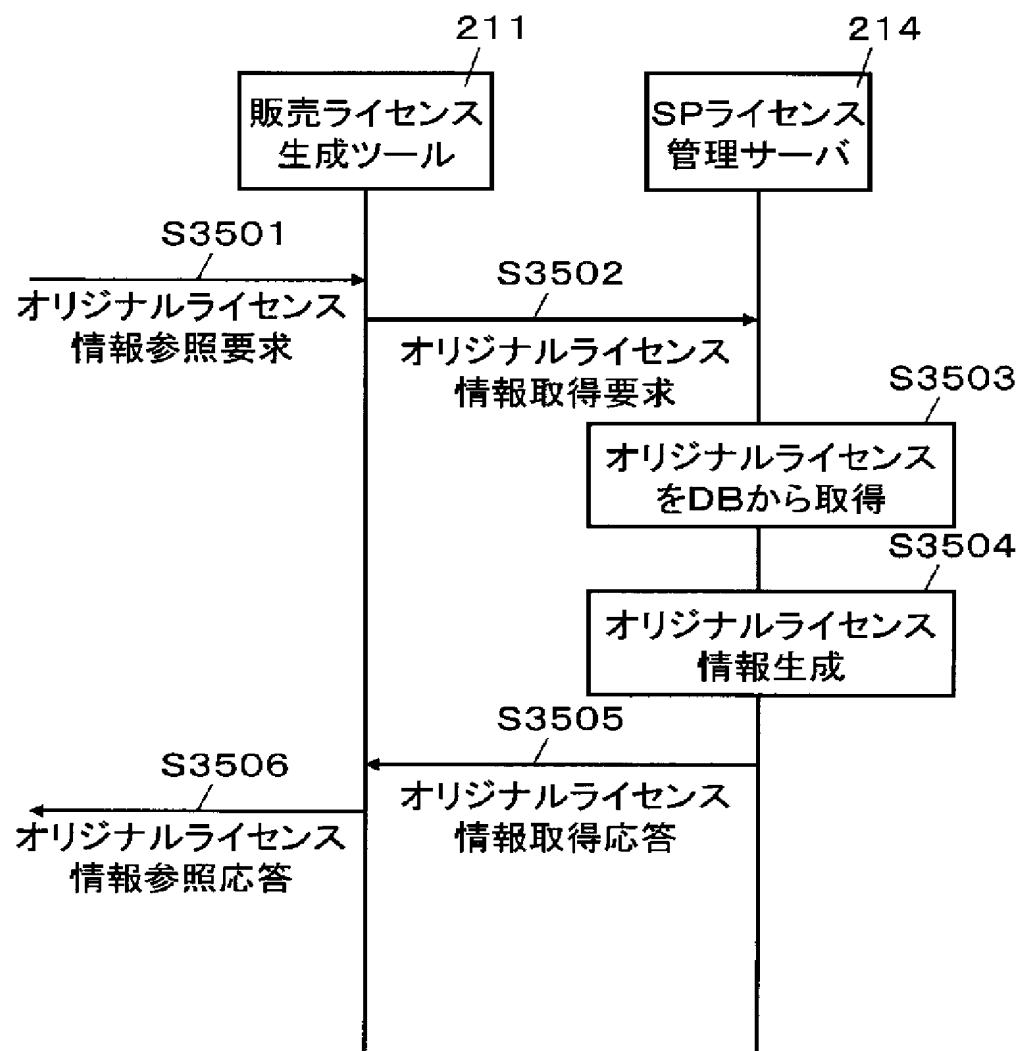 211
214
販売ライセンス
生成ツール
SPライセンス
管理サーバ
S3501
オリジナルライセンス
情報参照要求
S3502
オリジナルライセンス
情報取得要求
S3503
オリジナルライセンス
をDBから取得
S3504
オリジナルライセンス
情報生成
S3505
オリジナルライセンス
情報取得応答
S3506
オリジナルライセンス
情報参照応答